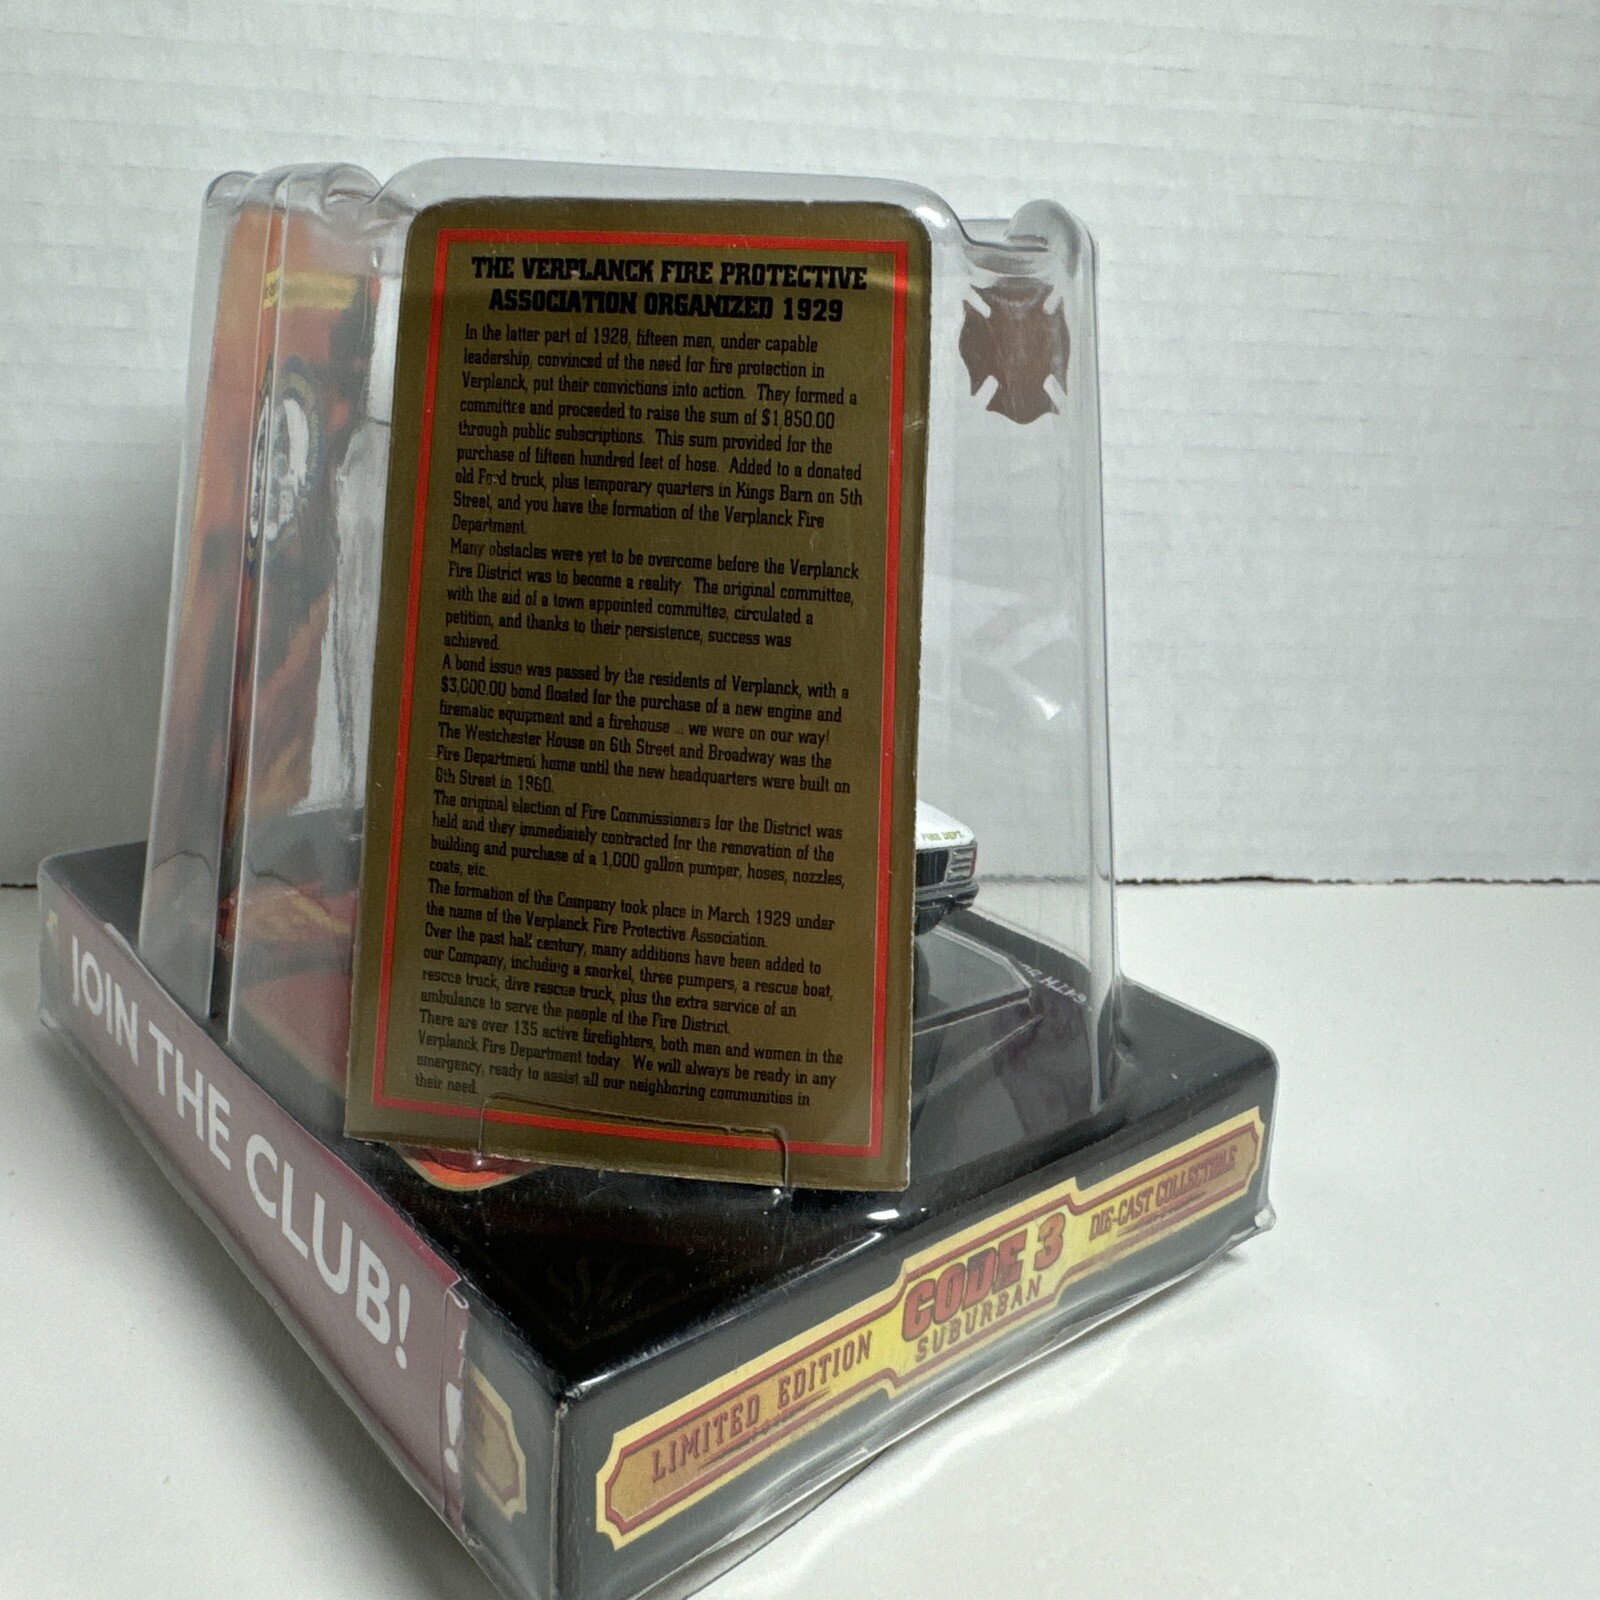 THE VERPLANCK FIRE PROTECTIVE
ASSOCIATION ORGANIZED 1929
In the latter part of 1928, fifteen men, under capable
leadership, convinced of the need for fire protection in
Verplanck, put their convictions into action. They formed a
committee and proceeded to raise the sum of $1,850.00
through public subscriptions. This sum provided for the
purchase of fifteen hundred feet of hose. Added to a donated
old Ford truck, plus temporary quarters in Kings Barn on 5th
Street, and you have the formation of the Verplanck Fire
Department.
Many obstacles were yet to be overcome before the Verplanck
Fire District was to become a reality. The original committee,
with the aid of a town appointed committee, circulated a
petition, and thanks to their persistence, success was
achieved.
A bond issue was passed by the residents of Verplanck, with a
$3,000.00 bond floated for the purchase of a new engine and
firematic equipment and a firehouse ... we were on our way!
The Westchester House on 6th Street and Broadway was the
Fire Department home until the new headquarters were built on
6th Street in 1960.
The original election of Fire Commissioners for the District was
held and they immediately contracted for the renovation of the
building and purchase of a 1,000 gallon pumper, hoses, nozzles,
coats, etc.
The formation of the Company took place in March 1929 under
the name of the Verplanck Fire Protective Association.
Over the past half century, many additions have been added to
our Company, including a snorkel, three pumpers, a rescue boat,
rescue truck, dive rescue truck, plus the extra service of an
ambulance to serve the people of the Fire District.
There are over 135 active firefighters, both men and women in the
Verplanck Fire Department today. We will always be ready in any
emergency, ready to assist all our neighboring communities in
their need.
FIRE DEPT.
JOIN THE CLUB!
LIMITED EDITION
CODE 3
SUBURBAN
DIE-CAST COLLECTIBLE